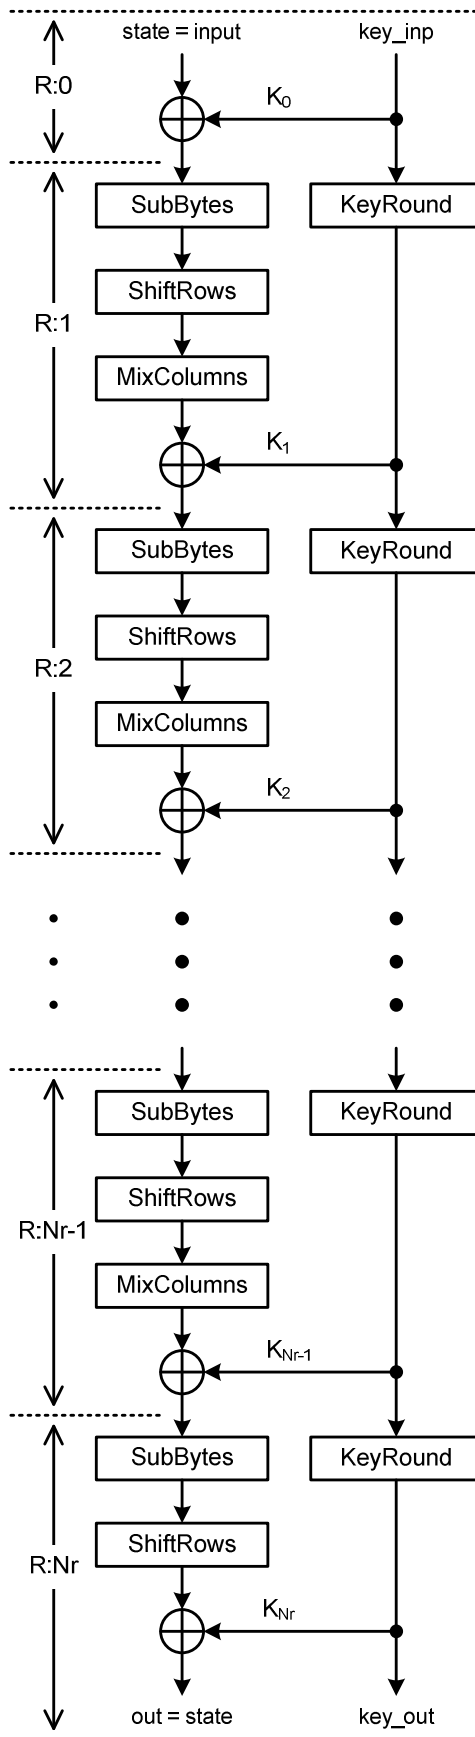 state = input key_inp
R:0
K0
SubBytes KeyRound
ShiftRows
R:1
MixColumns
K1
SubBytes KeyRound
ShiftRows
R:2
MixColumns
K2
SubBytes KeyRound
ShiftRows
R:Nr-1
MixColumns
KNr-1
SubBytes KeyRound
ShiftRows
R:Nr
KNr
out = state key_out